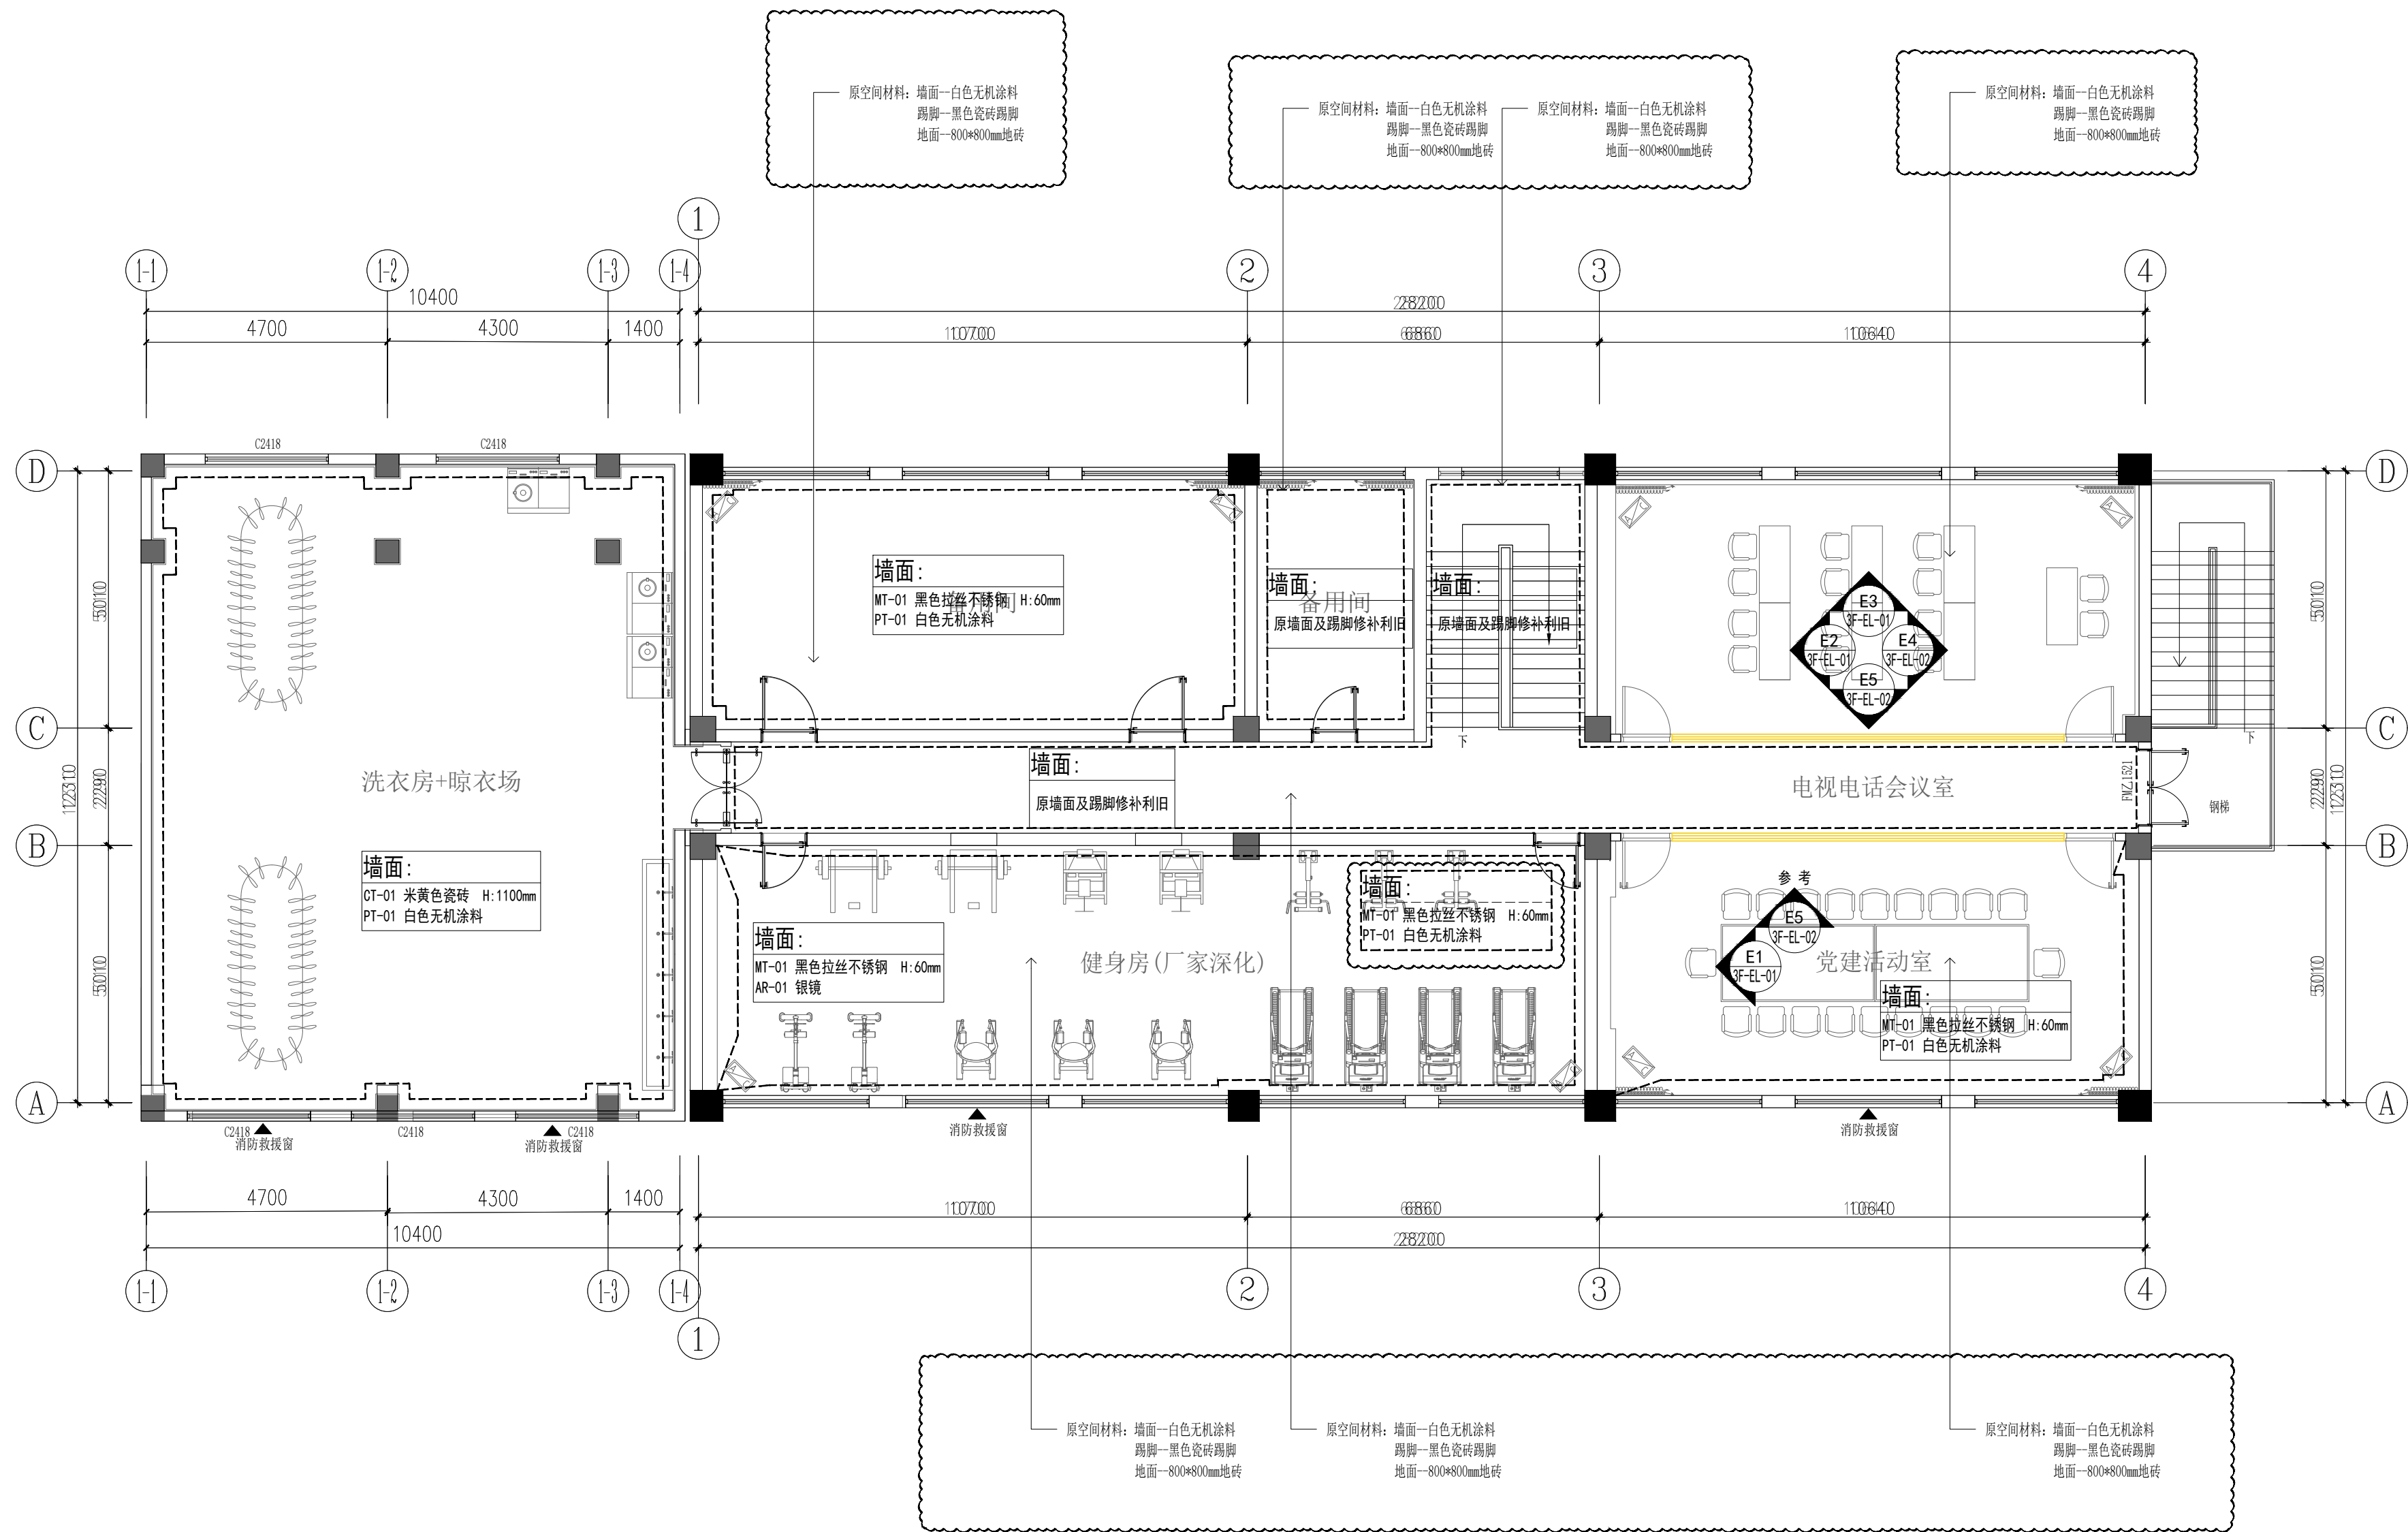 原空间材料: 墙面--白色无机涂料
踢脚--黑色瓷砖踢脚
地面--800*800mm地砖
原空间材料: 墙面--白色无机涂料
踢脚--黑色瓷砖踢脚
地面--800*800mm地砖
原空间材料: 墙面--白色无机涂料
踢脚--黑色瓷砖踢脚
地面--800*800mm地砖
原空间材料: 墙面--白色无机涂料
踢脚--黑色瓷砖踢脚
地面--800*800mm地砖
1
1-1
1-2
1-3
1-4
2
3
4
10400
28200
4700
4300
1400
10700
6860
10640
C2418
C2418
D
D
墙面:
MT-01 黑色拉丝不锈钢 H:60mm
PT-01 白色无机涂料
备用间
墙面:
备用间
原墙面及踢脚修补利旧
墙面:
原墙面及踢脚修补利旧
E3
3F-EL-01
E2
3F-EL-01
E4
3F-EL-02
E5
3F-EL-02
C
C
下
下
洗衣房+晾衣场
墙面:
原墙面及踢脚修补利旧
电视电话会议室
FMZ1521
钢梯
B
B
墙面:
CT-01 米黄色瓷砖 H:1100mm
PT-01 白色无机涂料
墙面:
MT-01 黑色拉丝不锈钢 H:60mm
AR-01 银镜
健身房(厂家深化)
墙面:
MT-01 黑色拉丝不锈钢 H:60mm
PT-01 白色无机涂料
参考
E5
3F-EL-02
E1
3F-EL-01
党建活动室
墙面:
MT-01 黑色拉丝不锈钢 H:60mm
PT-01 白色无机涂料
A
A
C2418
C2418
C2418
消防救援窗
消防救援窗
消防救援窗
消防救援窗
4700
4300
1400
10700
6860
10640
10400
28200
1-1
1-2
1-3
1-4
2
3
4
1
原空间材料: 墙面--白色无机涂料
踢脚--黑色瓷砖踢脚
地面--800*800mm地砖
原空间材料: 墙面--白色无机涂料
踢脚--黑色瓷砖踢脚
地面--800*800mm地砖
原空间材料: 墙面--白色无机涂料
踢脚--黑色瓷砖踢脚
地面--800*800mm地砖